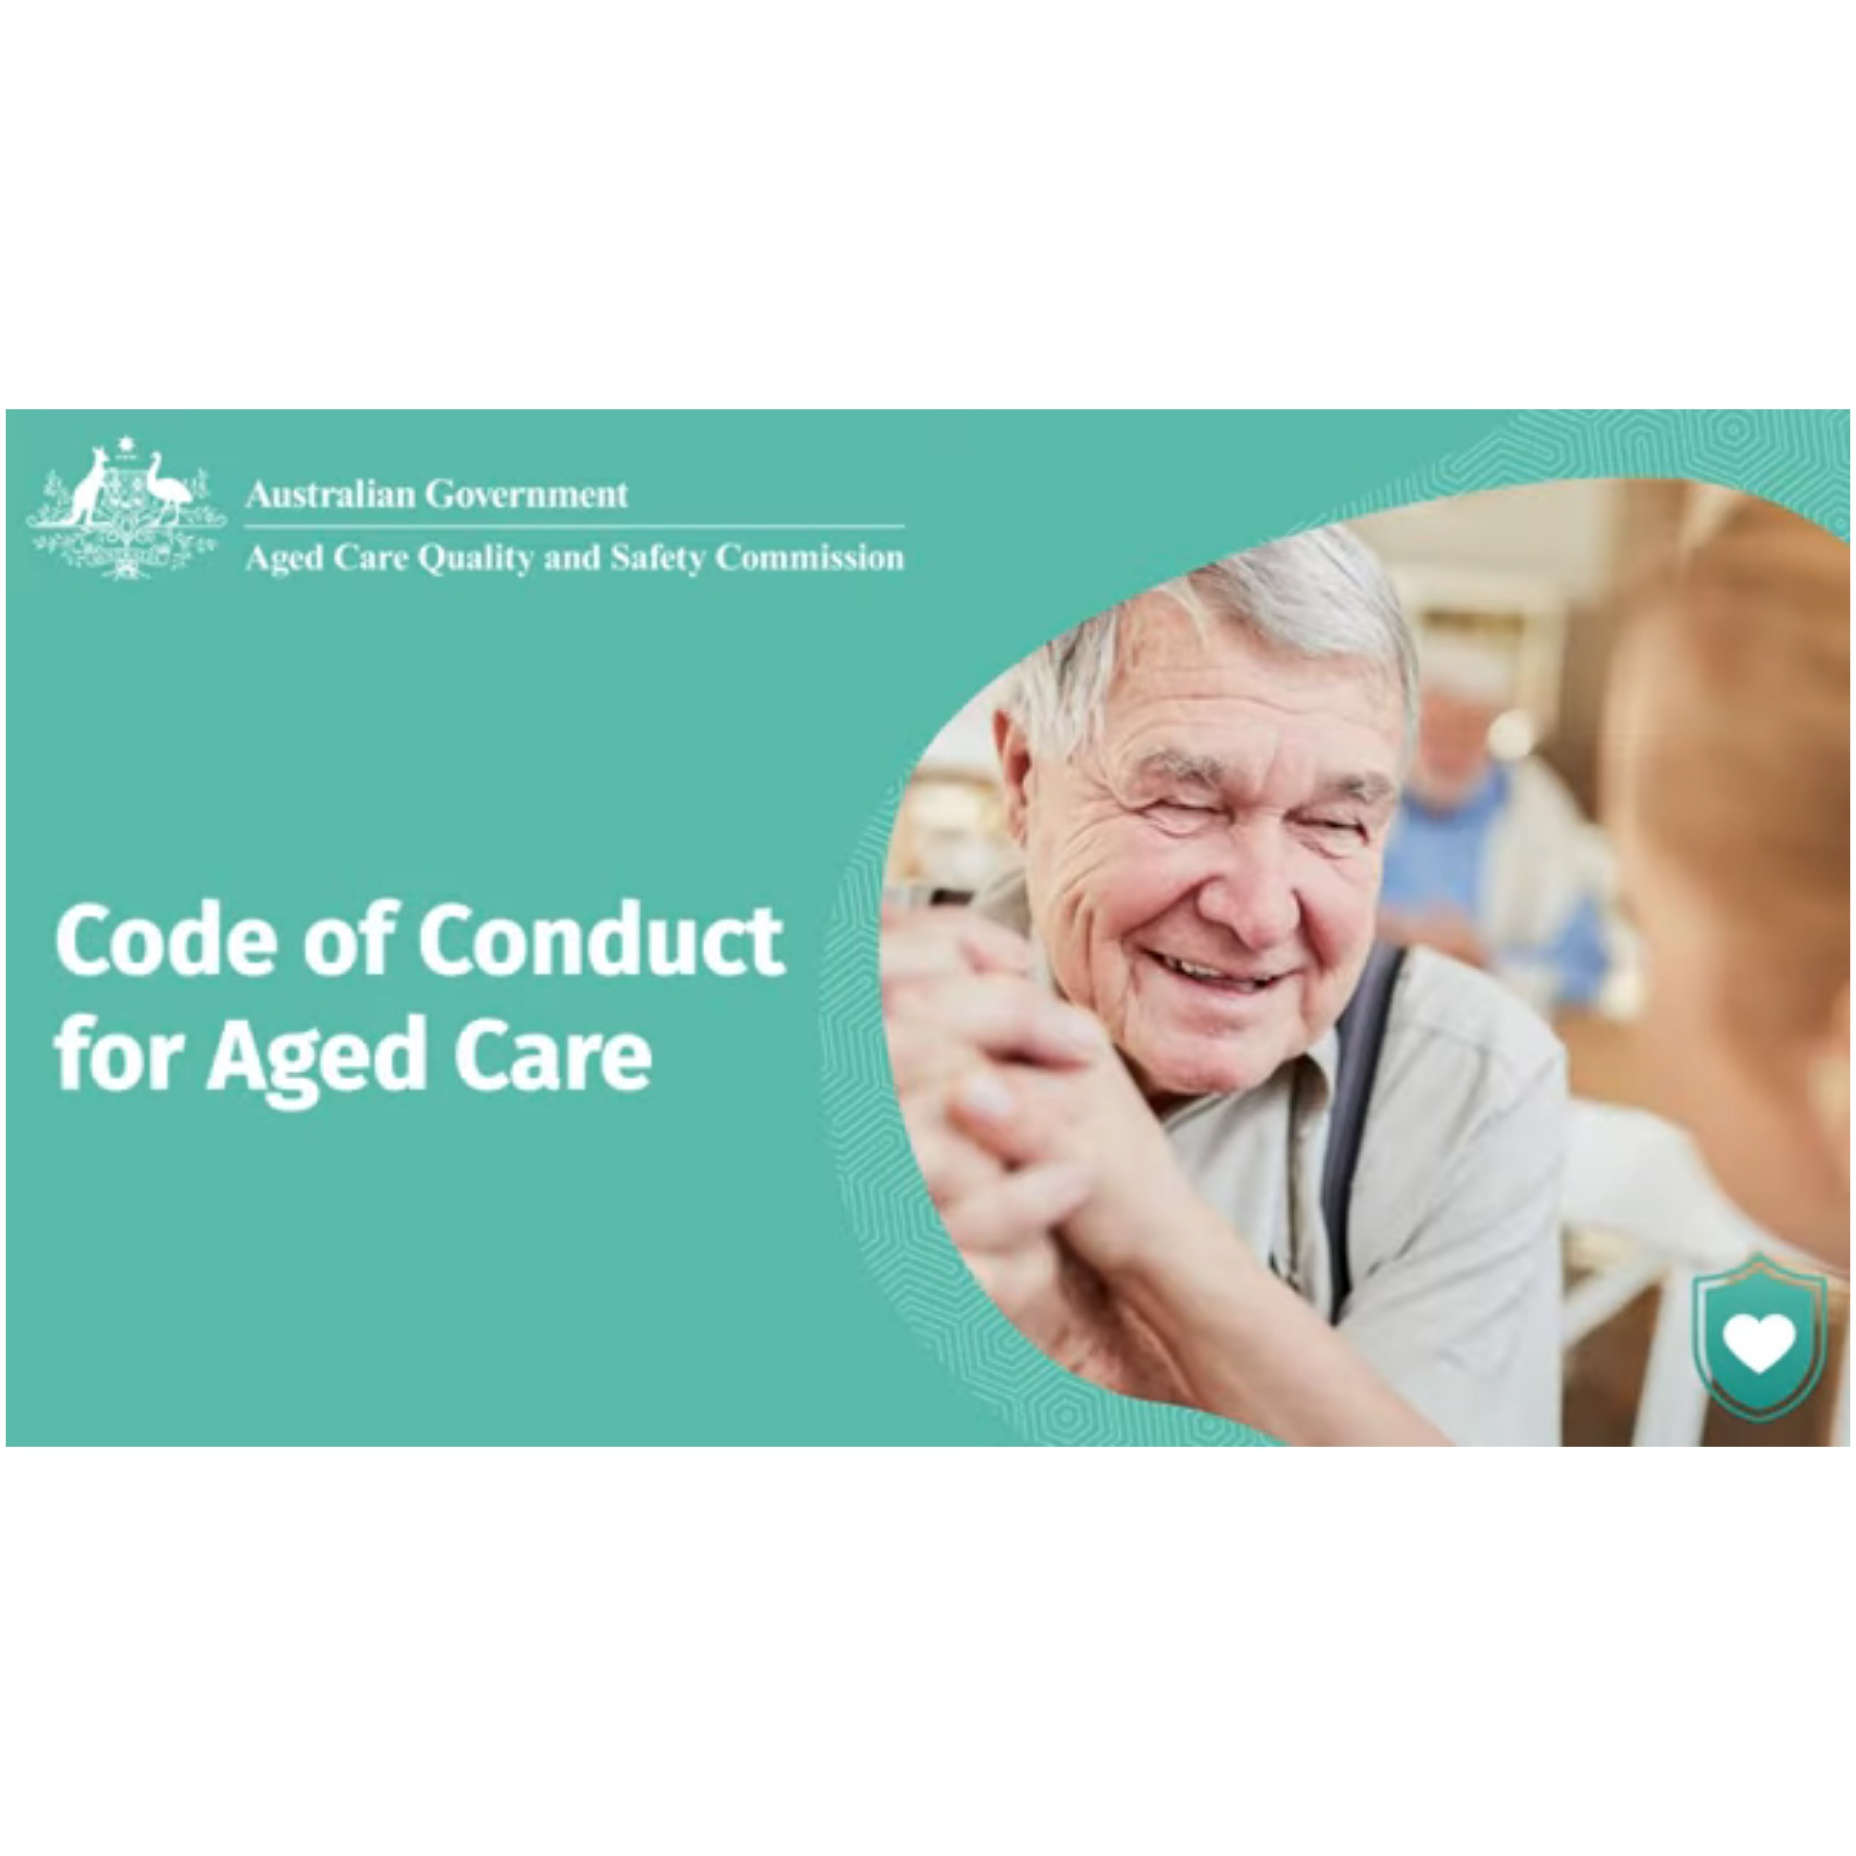 Australian Government
Aged Care Quality and Safety Commission
Code of Conduct
for Aged Care